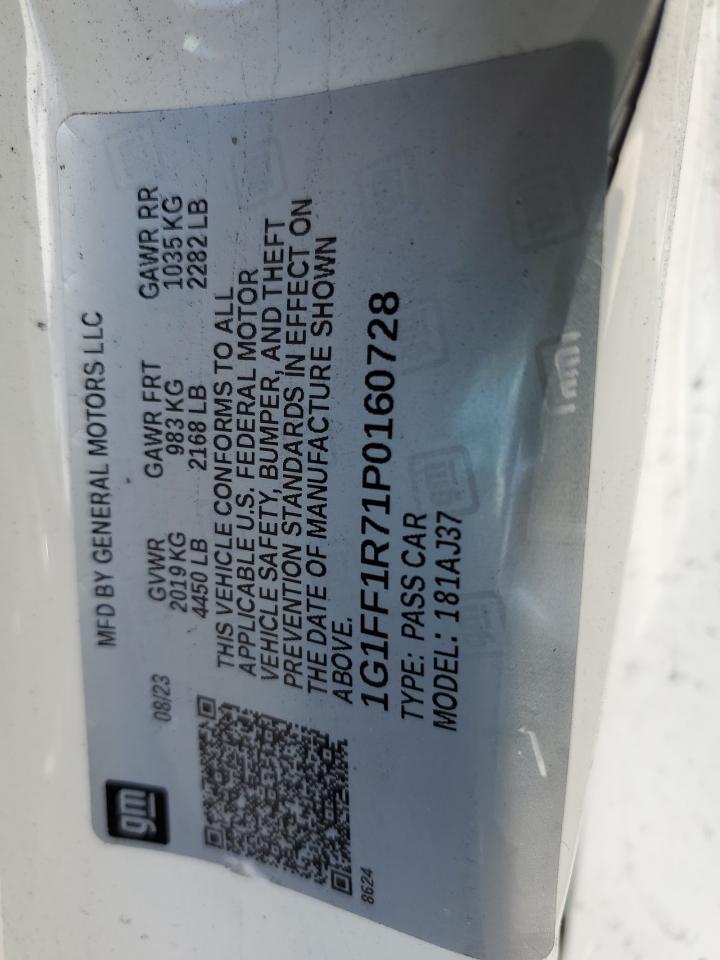 gm
MFD BY GENERAL MOTORS LLC
08/23
GVWR GAWR FRT GAWR RR
2019 KG 983 KG 1035 KG
4450 LB 2168 LB 2282 LB
THIS VEHICLE CONFORMS TO ALL
APPLICABLE U.S. FEDERAL MOTOR
VEHICLE SAFETY, BUMPER, AND THEFT
PREVENTION STANDARDS IN EFFECT ON
THE DATE OF MANUFACTURE SHOWN
ABOVE.
1G1FF1R71P0160728
TYPE: PASS CAR
MODEL: 181AJ37
8624